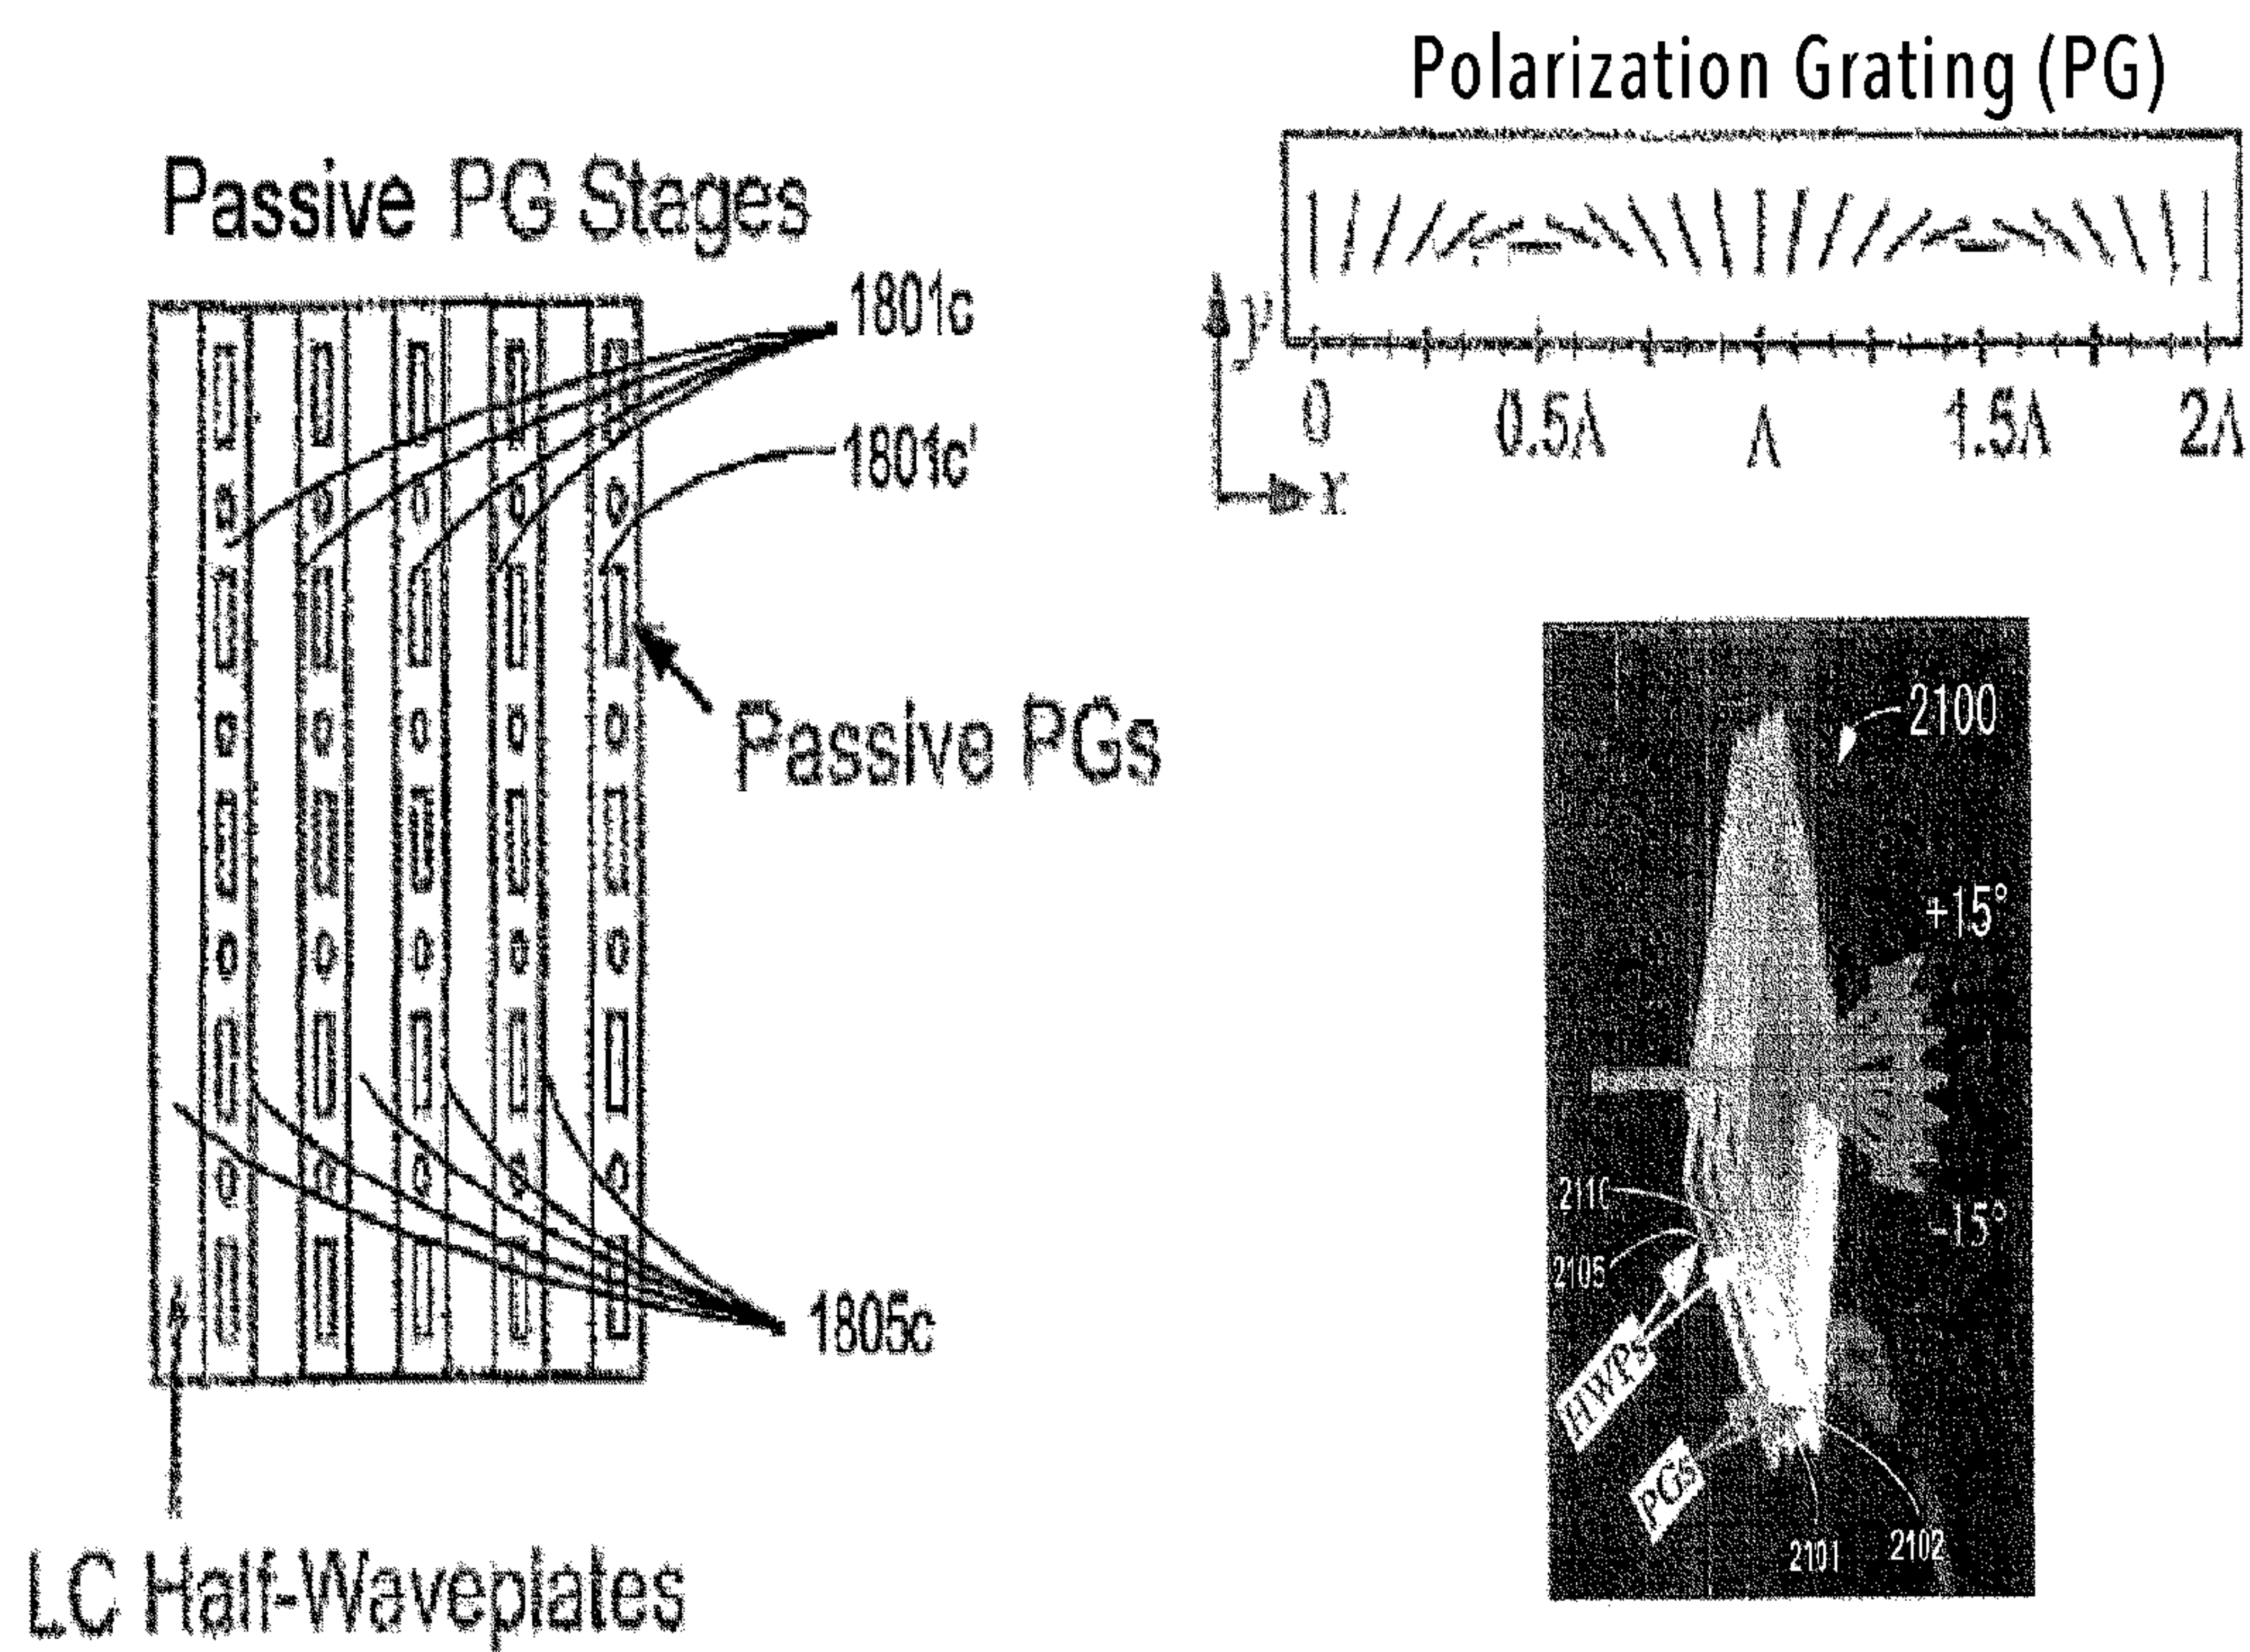 Polarization Grating (PG)
Passive PG Stages
1801c
1801c'
y
x
0
0.5Λ
Λ
1.5Λ
2Λ
Passive PGs
2100
+15°
-15°
2110
2105
HWPs
PGs
2101
2102
1805c
LC Half-Waveplates